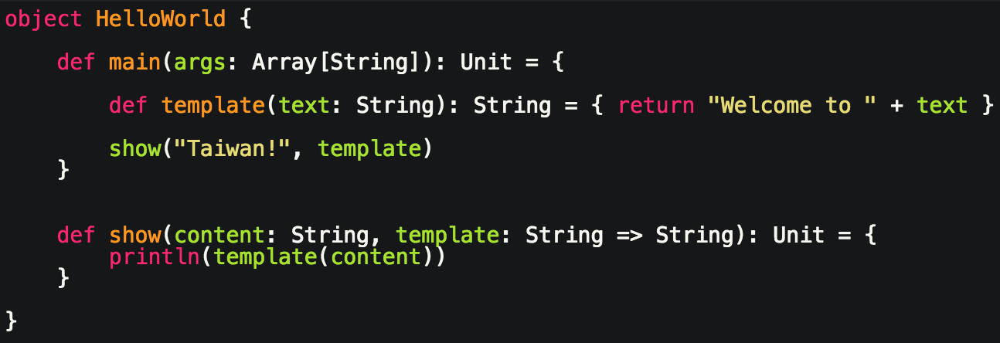 object HelloWorld {
    def main(args: Array[String]): Unit = {
        def template(text: String): String = { return "Welcome to " + text }
        show("Taiwan!", template)
    }
    def show(content: String, template: String => String): Unit = {
        println(template(content))
    }
}